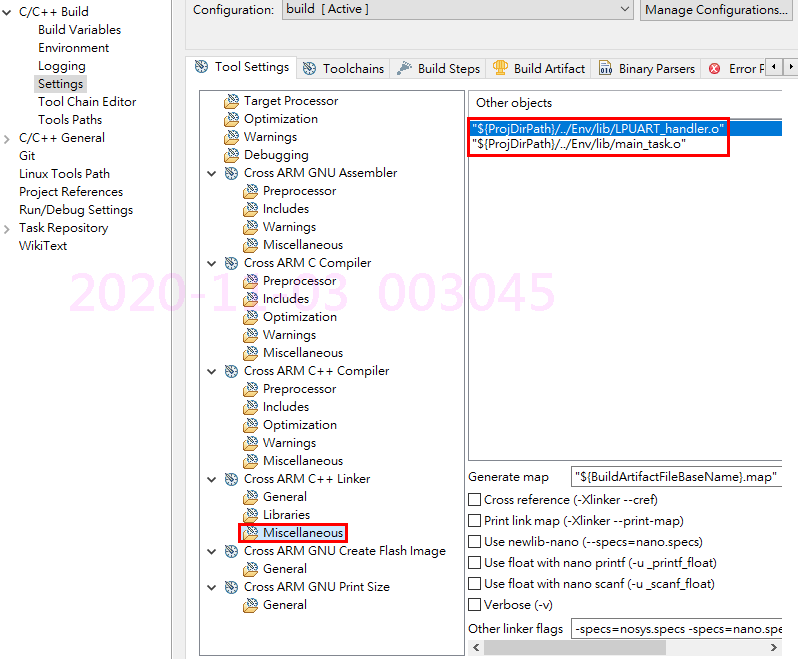 C/C++ Build
Build Variables
Environment
Logging
Settings
Tool Chain Editor
Tools Paths
C/C++ General
Git
Linux Tools Path
Project References
Run/Debug Settings
Task Repository
WikiText
Configuration:
build [ Active ]
Manage Configurations...
Tool Settings
Toolchains
Build Steps
Build Artifact
Binary Parsers
Error P
Target Processor
Optimization
Warnings
Debugging
Cross ARM GNU Assembler
Preprocessor
Includes
Warnings
Miscellaneous
Cross ARM C Compiler
Preprocessor
Includes
Optimization
Warnings
Miscellaneous
Cross ARM C++ Compiler
Preprocessor
Includes
Optimization
Warnings
Miscellaneous
Cross ARM C++ Linker
General
Libraries
Miscellaneous
Cross ARM GNU Create Flash Image
General
Cross ARM GNU Print Size
General
Other objects
"${ProjDirPath}/../Env/lib/LPUART_handler.o"
"${ProjDirPath}/../Env/lib/main_task.o"
Generate map
"${BuildArtifactFileBaseName}.map"
Cross reference (-Xlinker --cref)
Print link map (-Xlinker --print-map)
Use newlib-nano (--specs=nano.specs)
Use float with nano printf (-u _printf_float)
Use float with nano scanf (-u _scanf_float)
Verbose (-v)
Other linker flags
-specs=nosys.specs -specs=nano.spe
003045